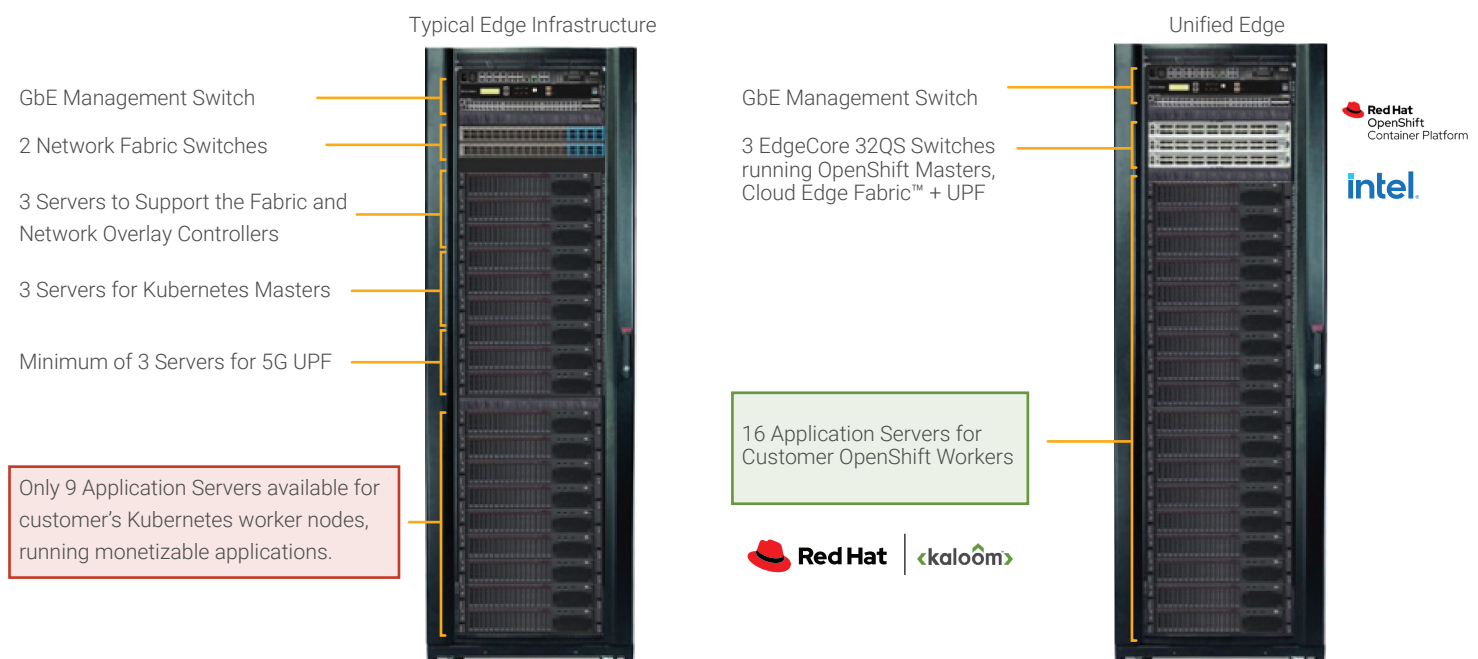 Typical Edge Infrastructure
GbE Management Switch
2 Network Fabric Switches
3 Servers to Support the Fabric and
Network Overlay Controllers
3 Servers for Kubernetes Masters
Minimum of 3 Servers for 5G UPF
Only 9 Application Servers available for
customer’s Kubernetes worker nodes,
running monetizable applications.
Unified Edge
GbE Management Switch
3 EdgeCore 32QS Switches
running OpenShift Masters,
Cloud Edge Fabric™ + UPF
16 Application Servers for
Customer OpenShift Workers
Red Hat
kaloom
Red Hat
OpenShift
Container Platform
intel.